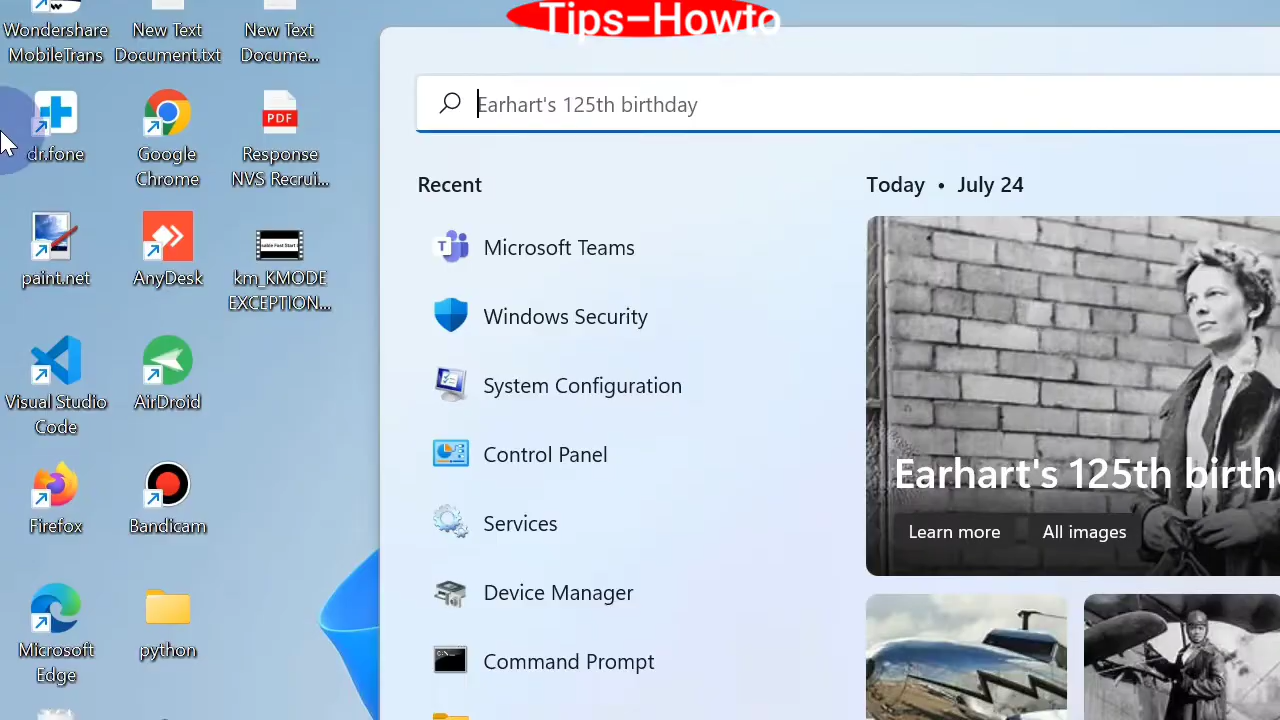 Tips-Howto
Wondershare
MobileTrans
New Text
Document.txt
New Text
Docume...
dr.fone
Google
Chrome
PDF
Response
NVS Recrui...
paint.net
AnyDesk
km_KMODE
EXCEPTION...
Visual Studio
Code
AirDroid
Firefox
Bandicam
Microsoft
Edge
python
Earhart's 125th birthday
Recent
Microsoft Teams
Windows Security
System Configuration
Control Panel
Services
Device Manager
Command Prompt
Today • July 24
Earhart's 125th birth
Learn more
All images